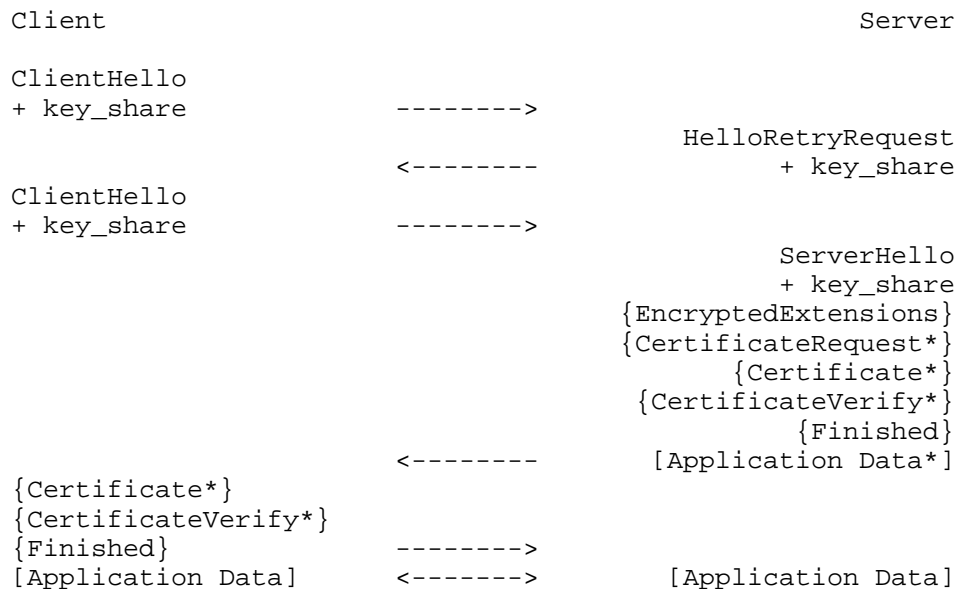 Client                                               Server

ClientHello
+ key_share             -------->
                                          HelloRetryRequest
                        <--------               + key_share
ClientHello
+ key_share             -------->
                                                ServerHello
                                                + key_share
                                      {EncryptedExtensions}
                                      {CertificateRequest*}
                                             {Certificate*}
                                       {CertificateVerify*}
                                                 {Finished}
                        <--------       [Application Data*]
{Certificate*}
{CertificateVerify*}
{Finished}              -------->
[Application Data]      <------->        [Application Data]